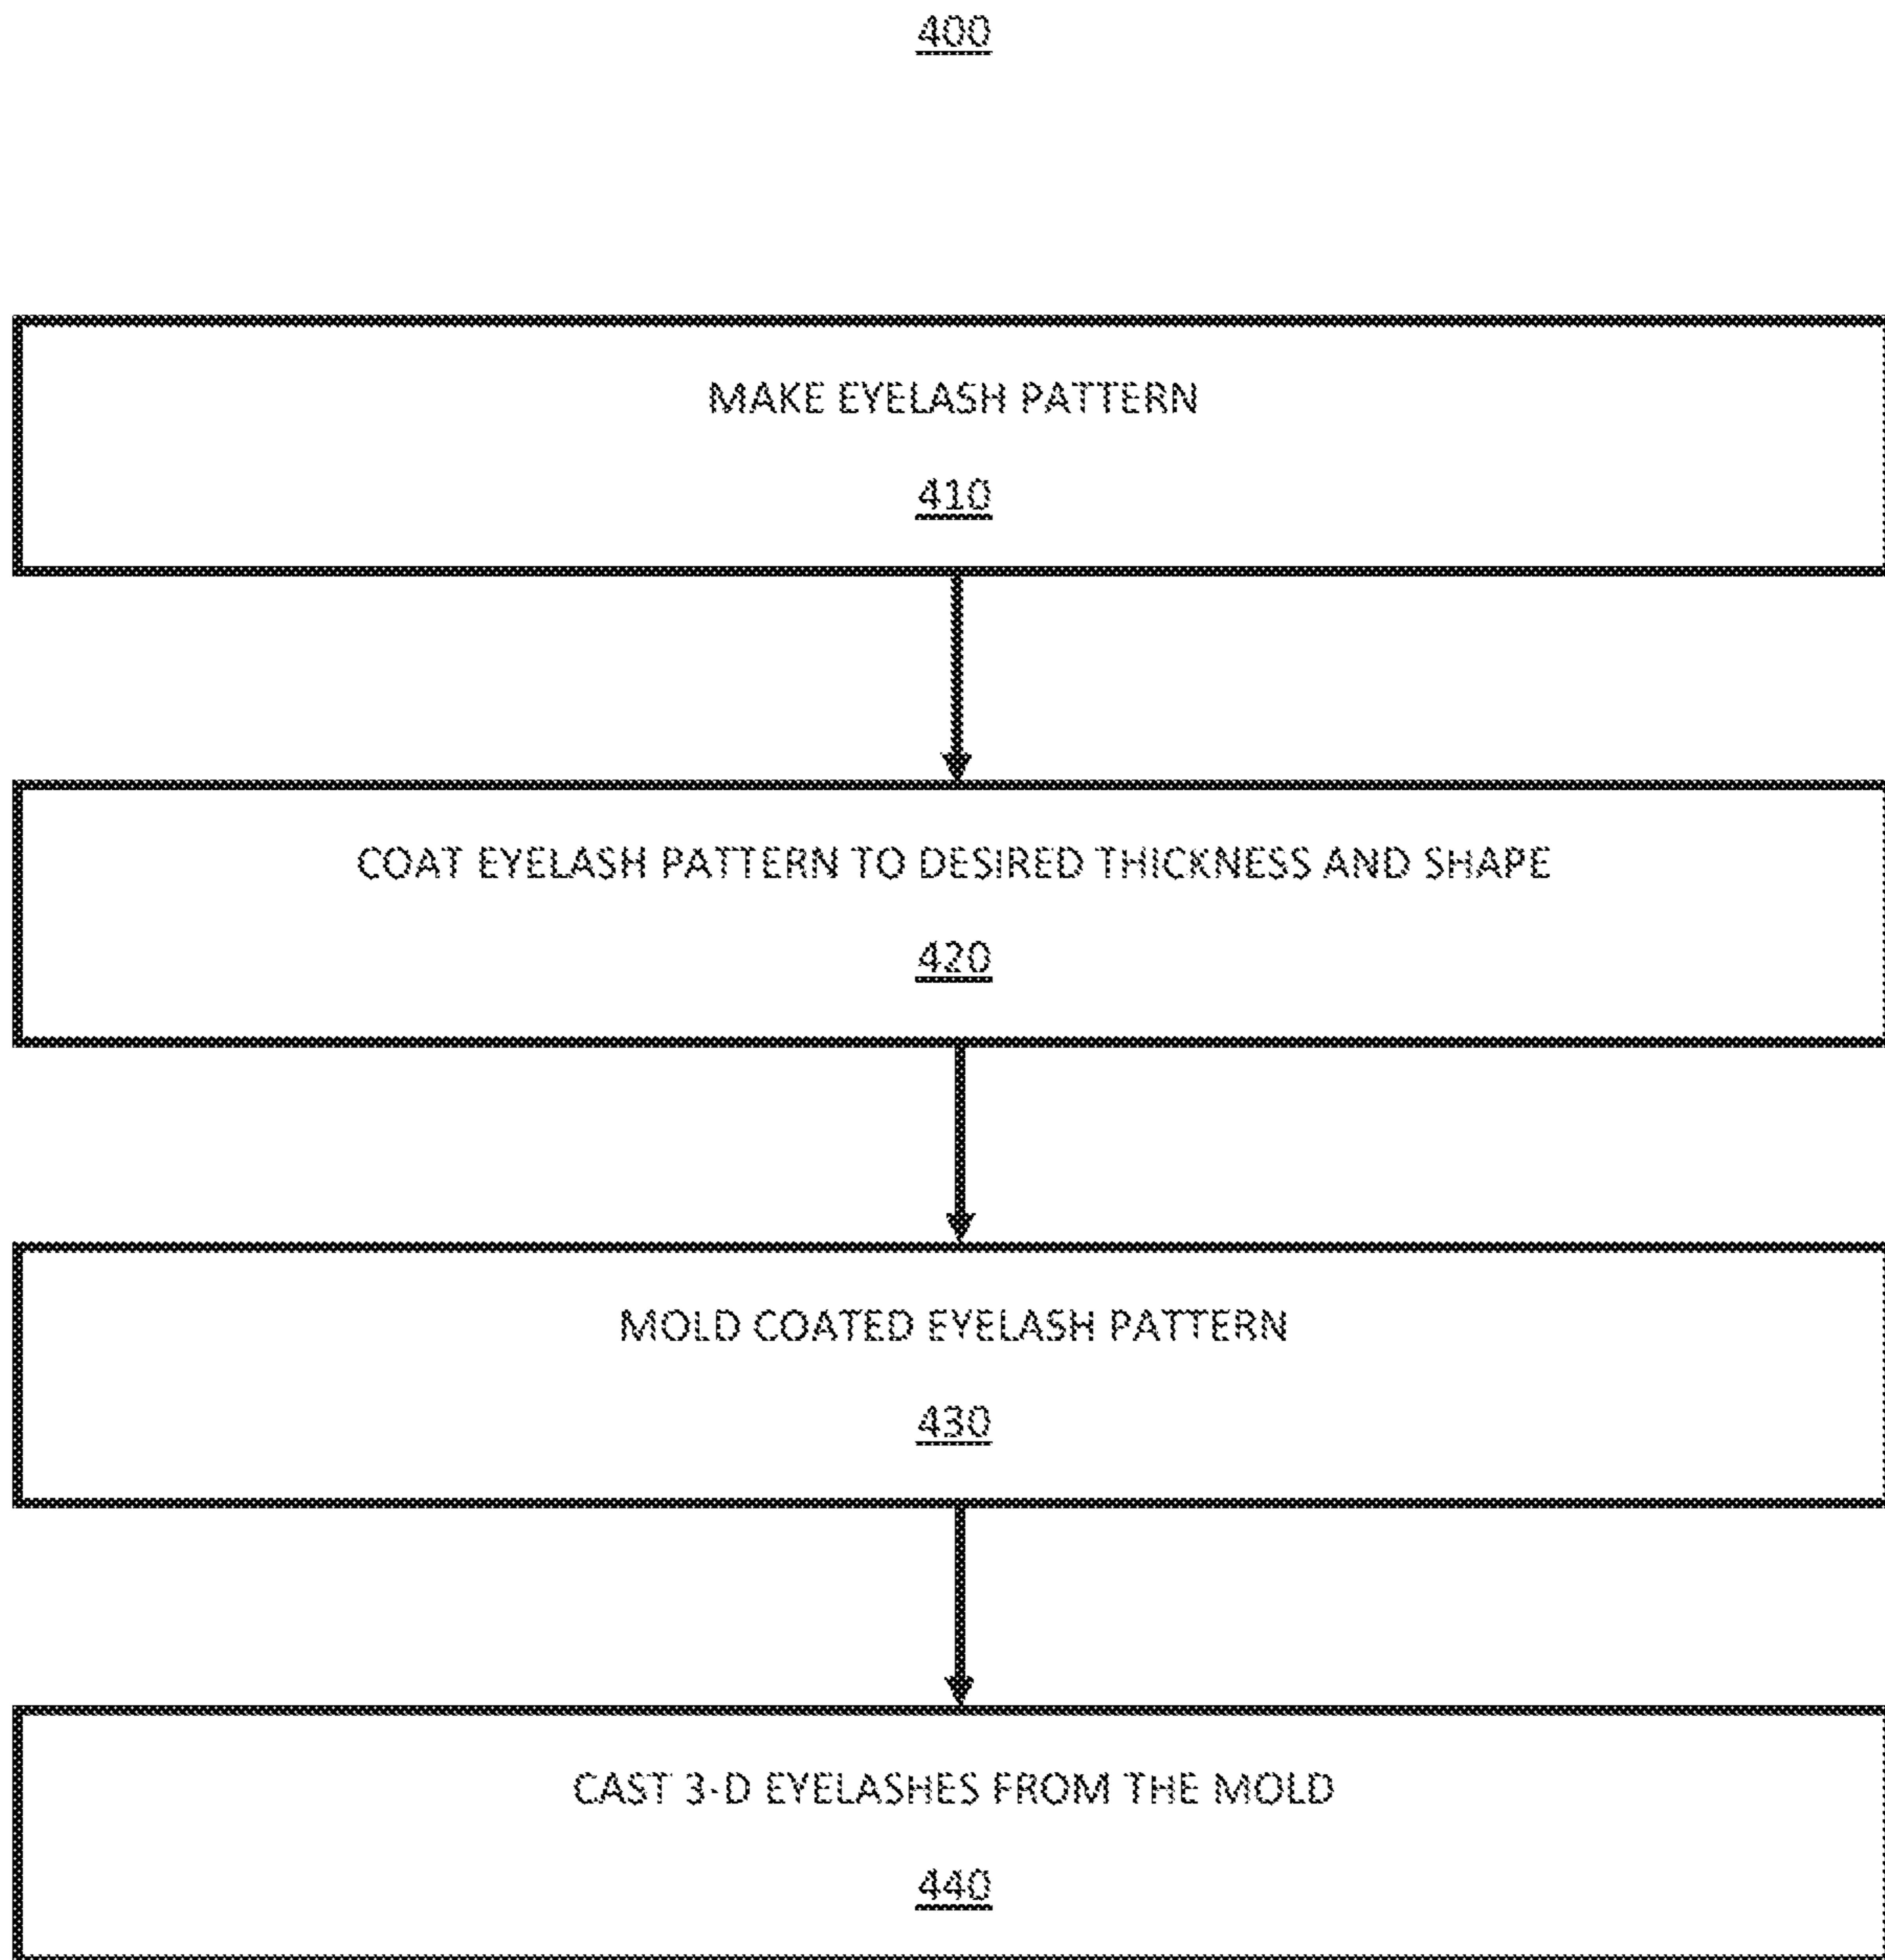 400
MAKE EYELASH PATTERN
410
COAT EYELASH PATTERN TO DESIRED THICKNESS AND SHAPE
420
MOLD COATED EYELASH PATTERN
430
CAST 3-D EYELASHES FROM THE MOLD
440